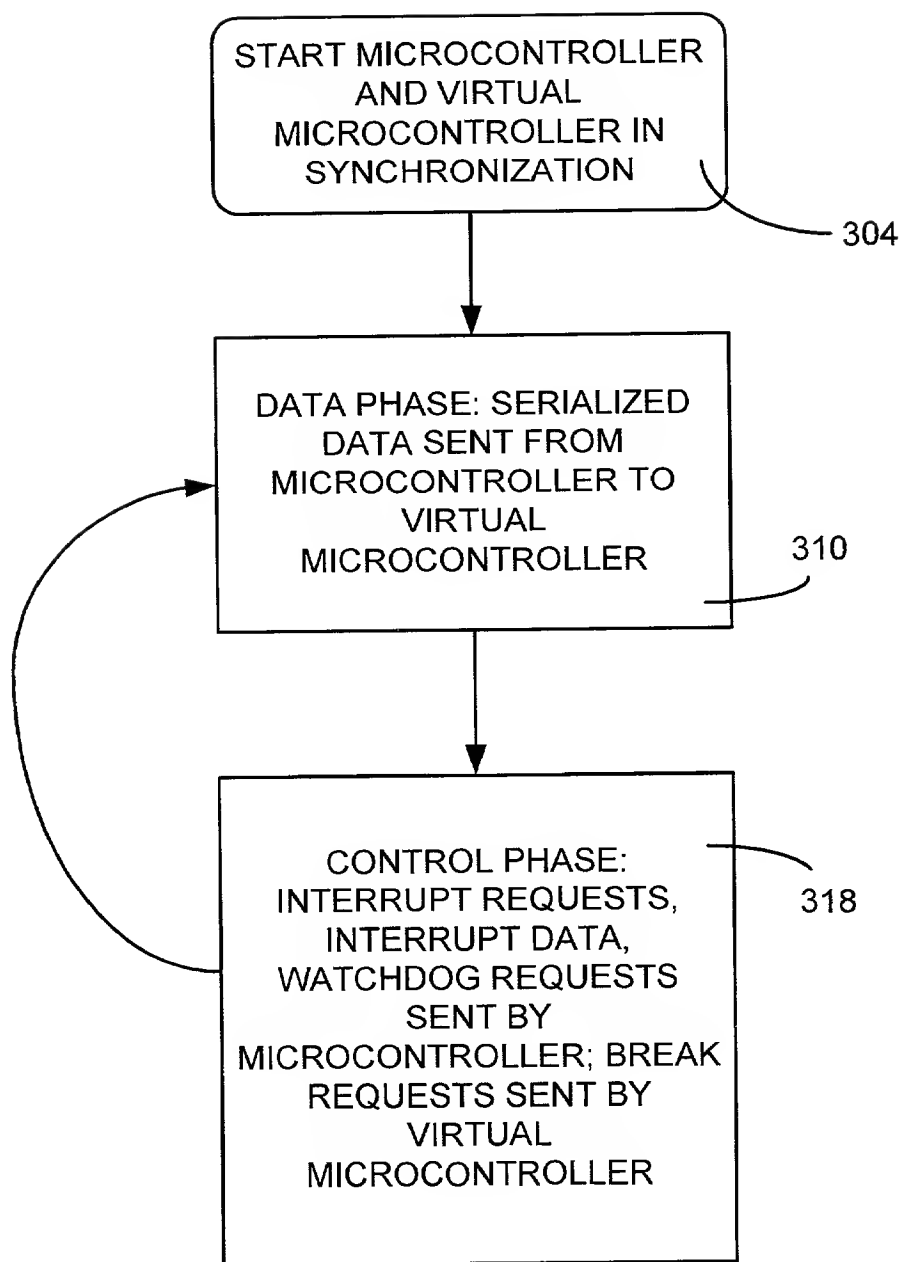 START MICROCONTROLLER
AND VIRTUAL
MICROCONTROLLER IN
SYNCHRONIZATION
304
DATA PHASE: SERIALIZED
DATA SENT FROM
MICROCONTROLLER TO
VIRTUAL
MICROCONTROLLER
310
CONTROL PHASE:
INTERRUPT REQUESTS,
INTERRUPT DATA,
WATCHDOG REQUESTS
SENT BY
MICROCONTROLLER; BREAK
REQUESTS SENT BY
VIRTUAL
MICROCONTROLLER
318